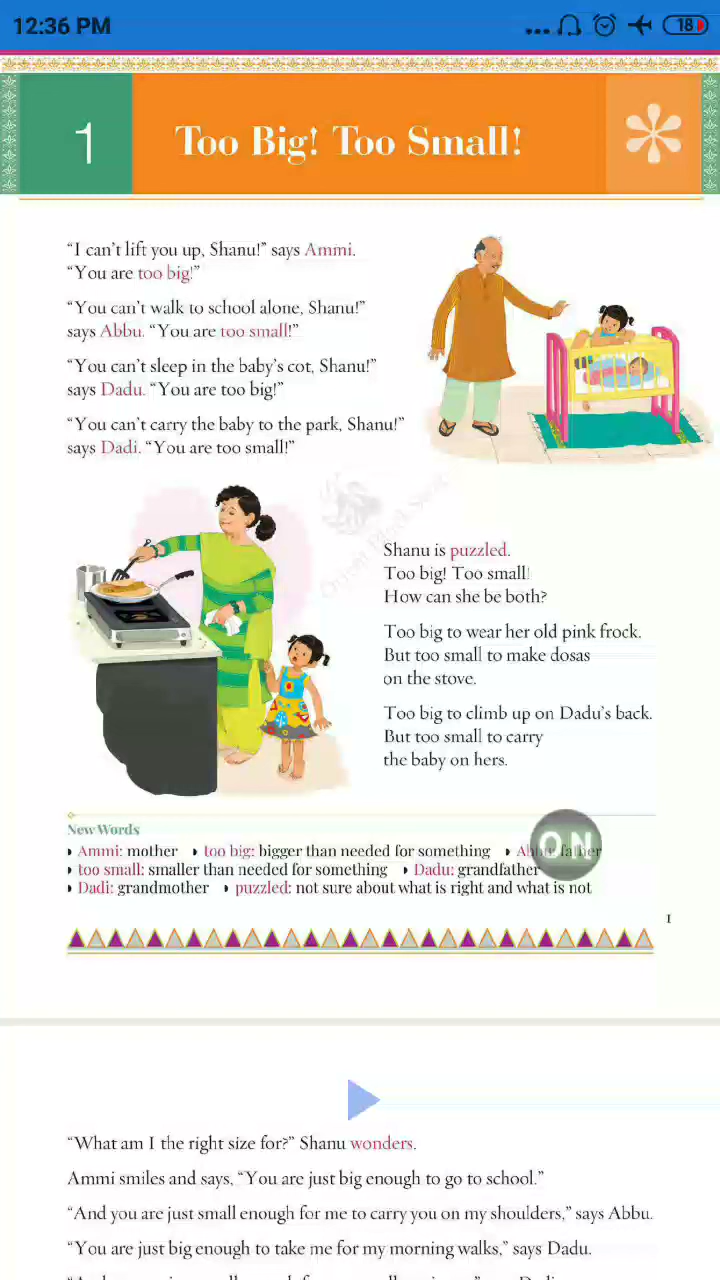 12:36 PM
18
1
Too Big! Too Small!
“I can’t lift you up, Shanu!” says Ammi.
“You are too big!”
“You can’t walk to school alone, Shanu!”
says Abbu. “You are too small!”
“You can’t sleep in the baby’s cot, Shanu!”
says Dadu. “You are too big!”
“You can’t carry the baby to the park, Shanu!”
says Dadi. “You are too small!”
Shanu is puzzled.
Too big! Too small!
How can she be both?
Too big to wear her old pink frock.
But too small to make dosas
on the stove.
Too big to climb up on Dadu’s back.
But too small to carry
the baby on hers.
New Words
Ammi: mother too big: bigger than needed for something Abbu: father
ON
too small: smaller than needed for something Dadu: grandfather
Dadi: grandmother puzzled: not sure about what is right and what is not
1
“What am I the right size for?” Shanu wonders.
Ammi smiles and says, “You are just big enough to go to school.”
“And you are just small enough for me to carry you on my shoulders,” says Abbu.
“You are just big enough to take me for my morning walks,” says Dadu.